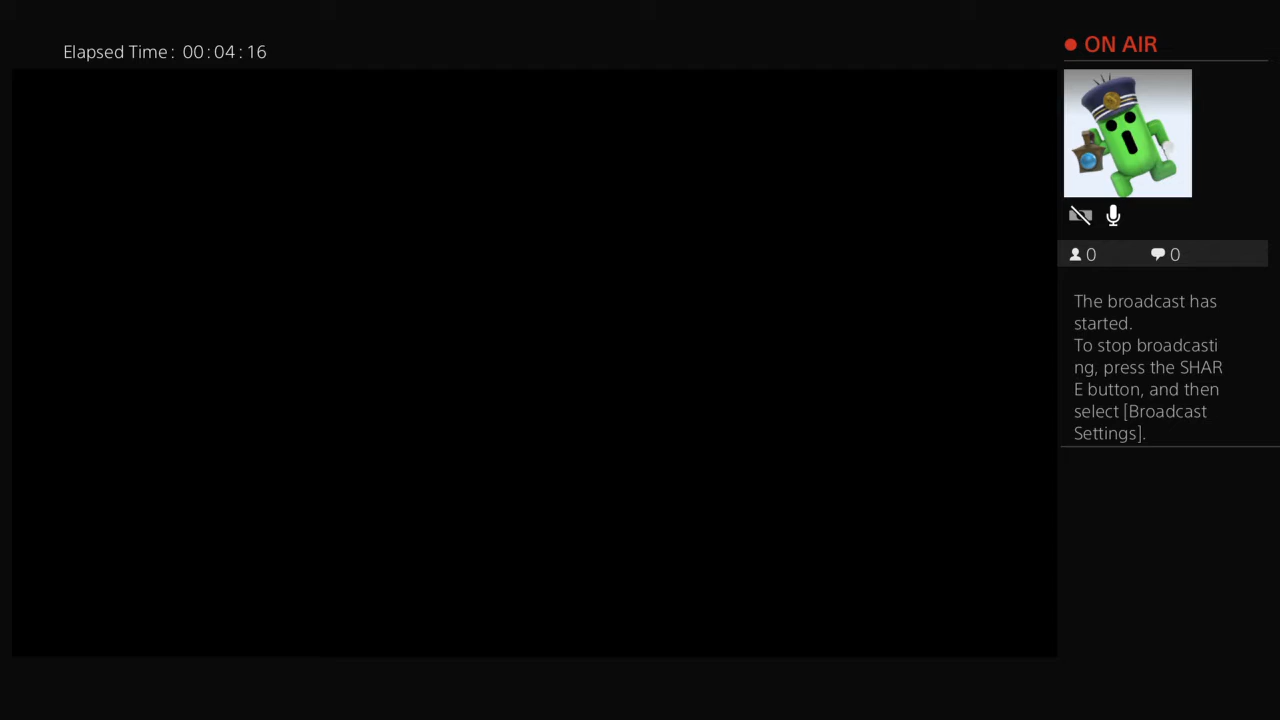 Elapsed Time: 00:04:16
ON AIR
0 0
The broadcast has
started.
To stop broadcasti
ng, press the SHAR
E button, and then
select [Broadcast
Settings].